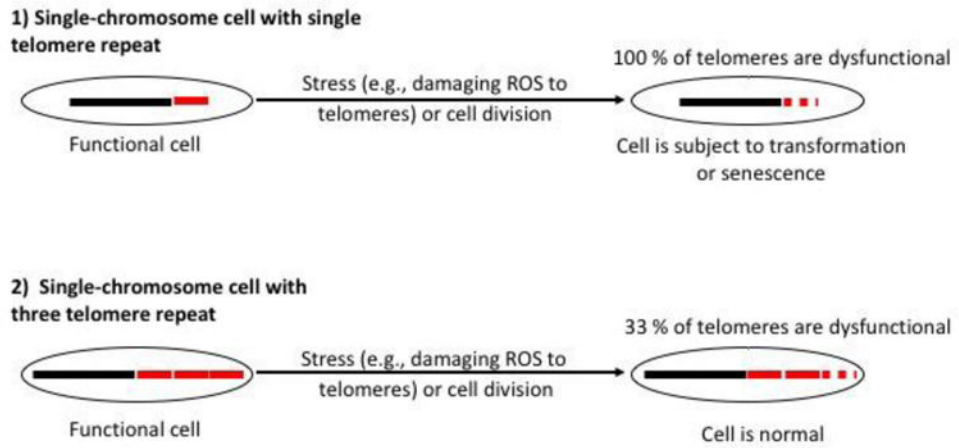 1) Single-chromosome cell with single
telomere repeat
100 % of telomeres are dysfunctional
Stress (e.g., damaging ROS to
telomeres) or cell division
Functional cell
Cell is subject to transformation
or senescence
2) Single-chromosome cell with
three telomere repeat
33 % of telomeres are dysfunctional
Stress (e.g., damaging ROS to
telomeres) or cell division
Functional cell
Cell is normal